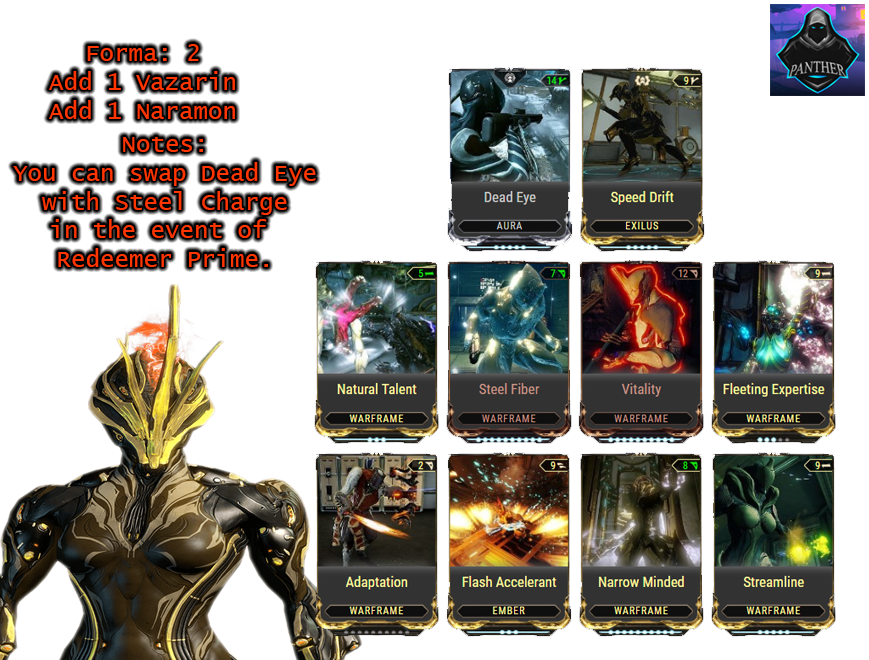 Forma: 2
Add 1 Vazarin
Add 1 Naramon
Notes:
You can swap Dead Eye
with Steel Charge
in the event of
Redeemer Prime.
PANTHER
14
Dead Eye
AURA
9
Speed Drift
EXILUS
5
Natural Talent
WARFRAME
7
Steel Fiber
WARFRAME
12
Vitality
WARFRAME
9
Fleeting Expertise
WARFRAME
2
Adaptation
WARFRAME
9
Flash Accelerant
EMBER
8
Narrow Minded
WARFRAME
9
Streamline
WARFRAME